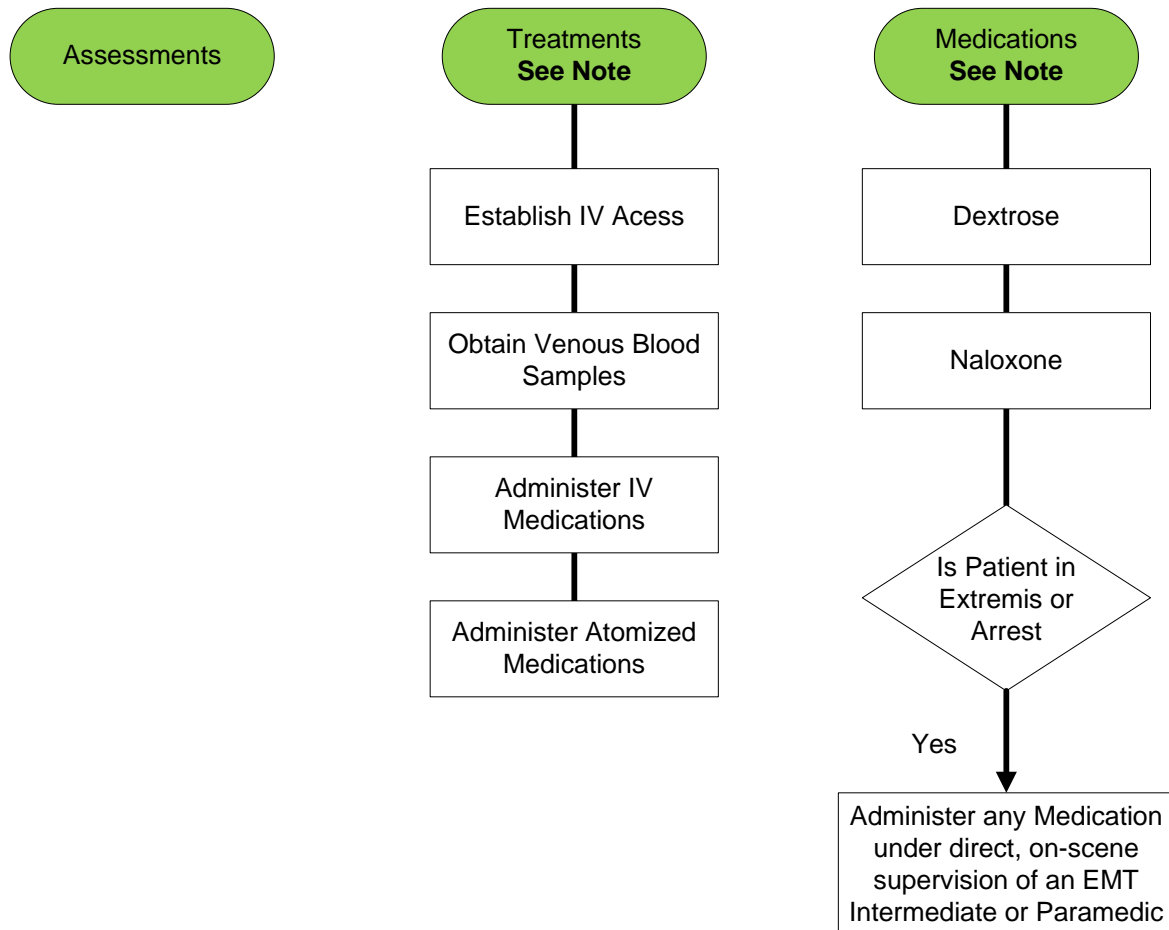 Assessments
Treatments
See Note
Establish IV Acess
Obtain Venous Blood
Samples
Administer IV
Medications
Administer Atomized
Medications
Medications
See Note
Dextrose
Naloxone
Is Patient in
Extremis or
Arrest
Yes
Administer any Medication
under direct, on-scene
supervision of an EMT
Intermediate or Paramedic